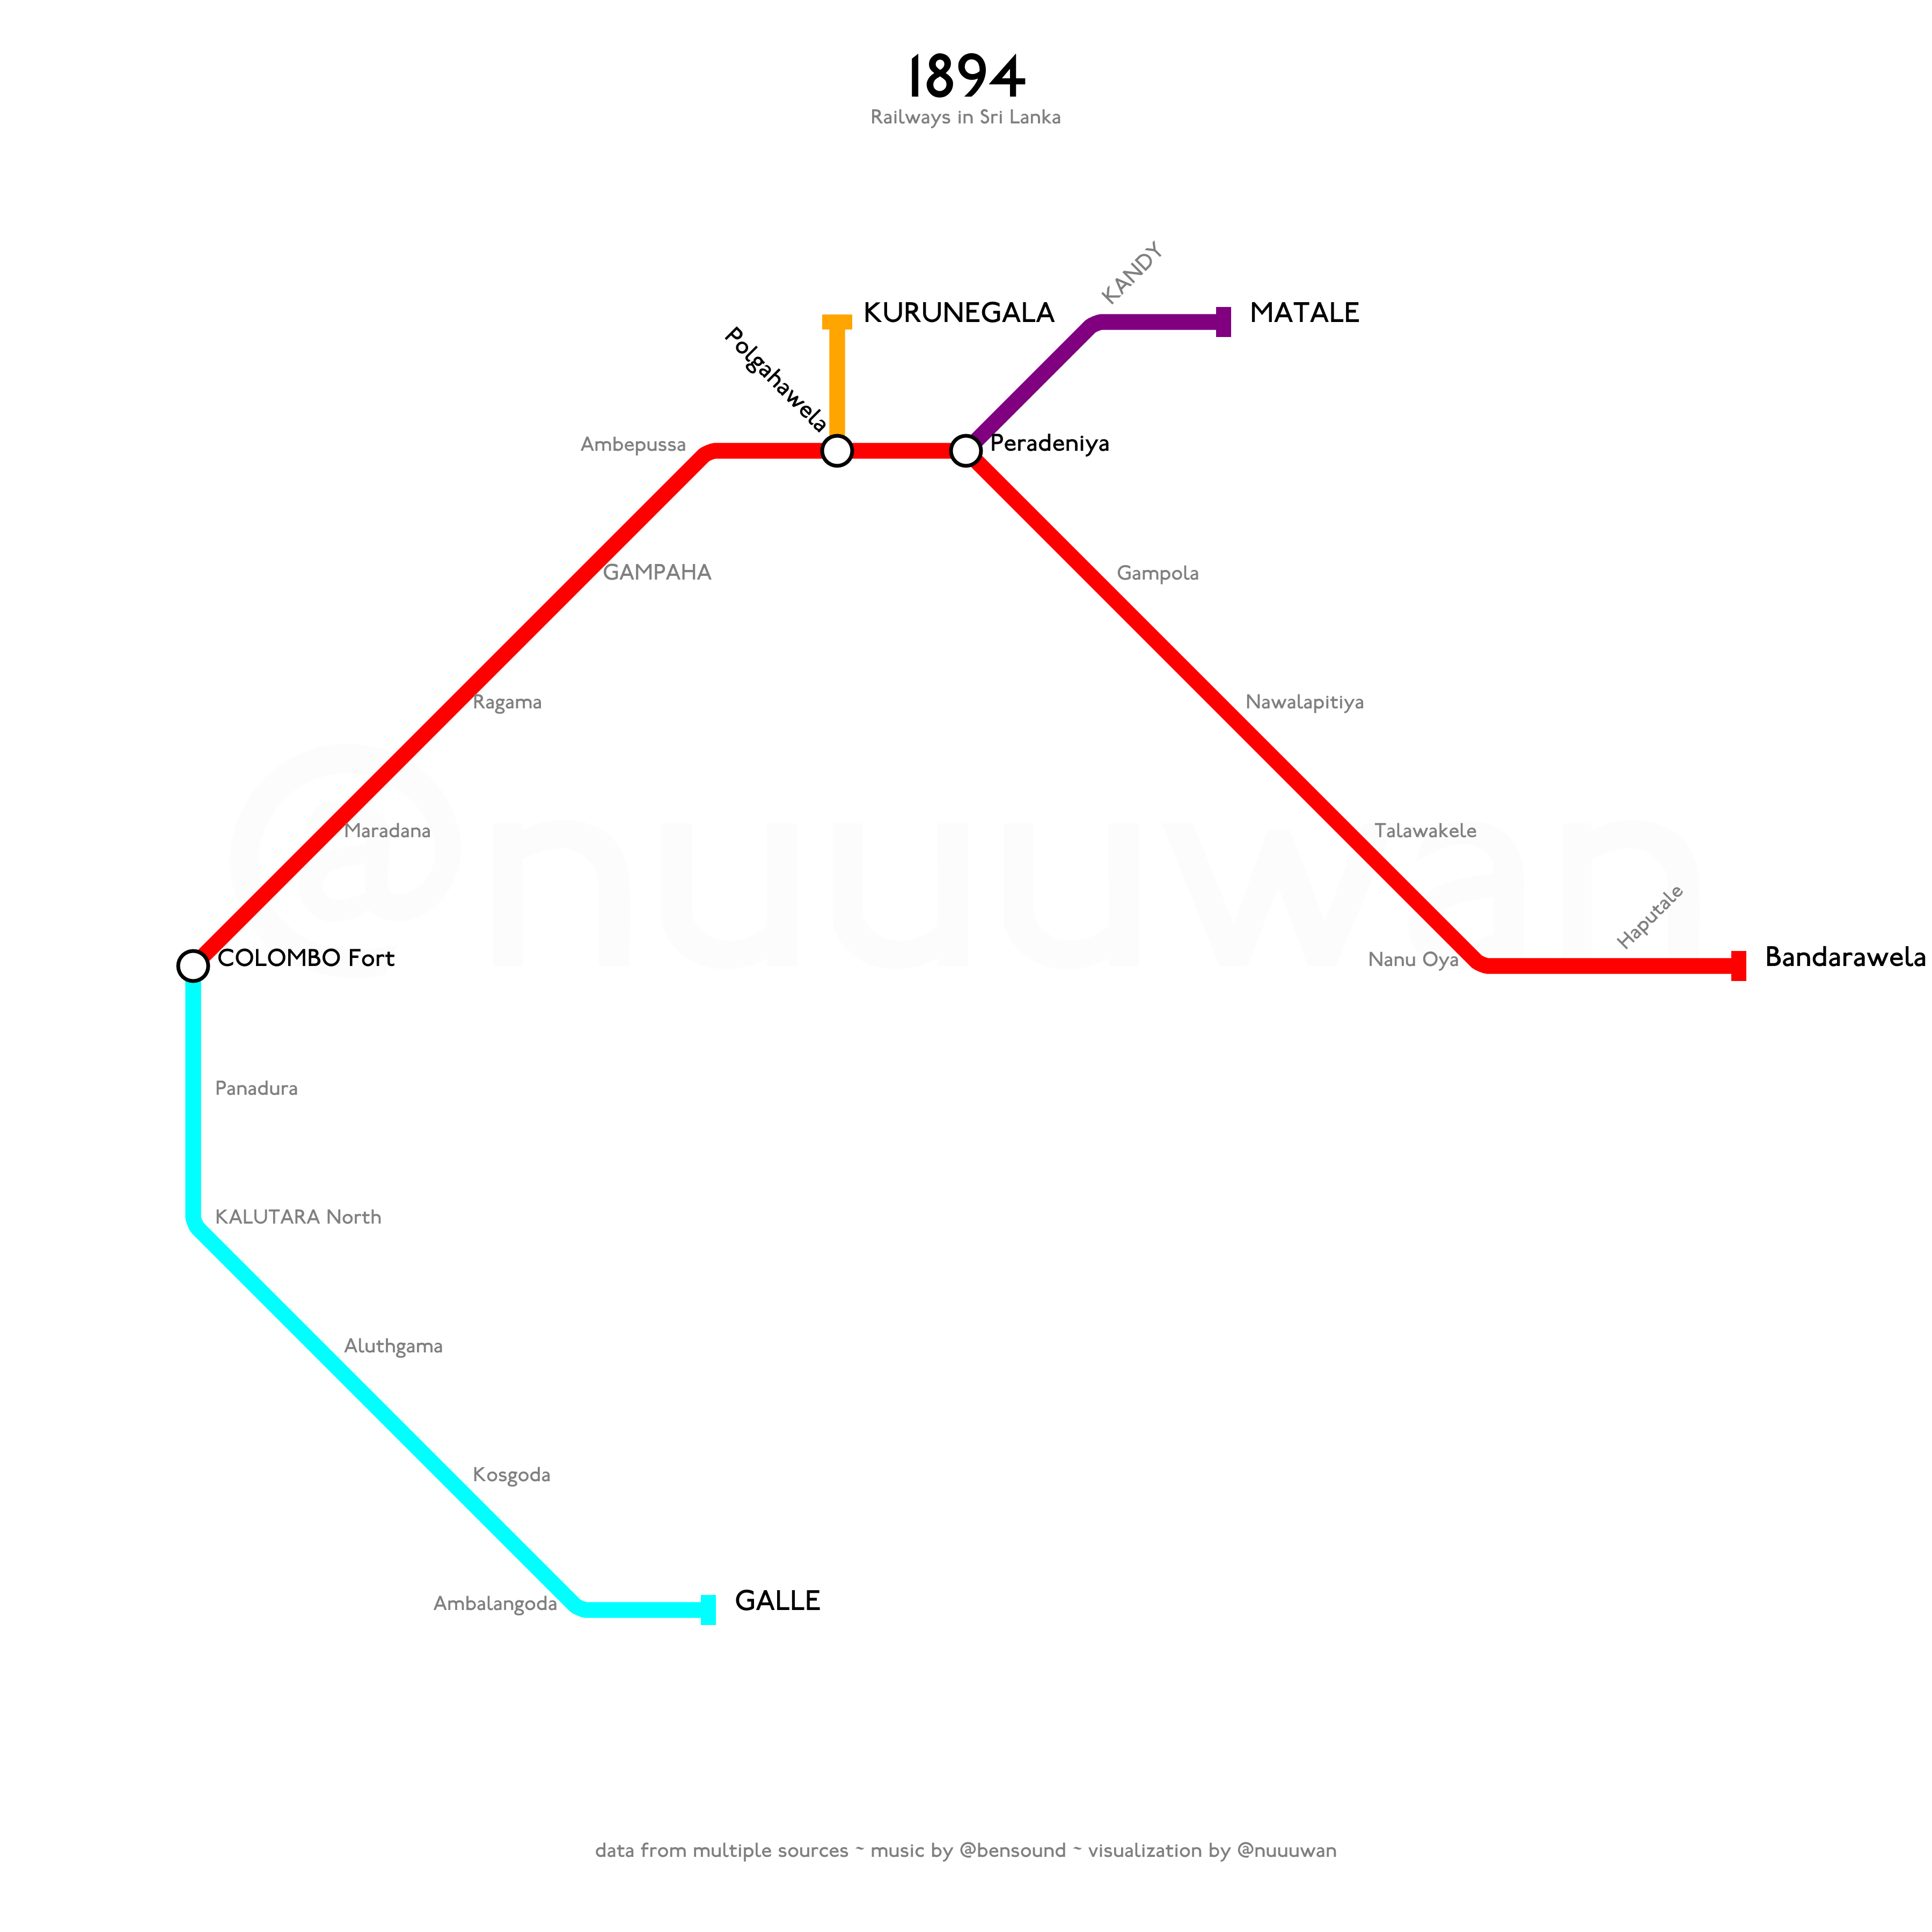 1894
Railways in Sri Lanka
KANDY
KURUNEGALA
MATALE
Polgahawela
Ambepussa
Peradeniya
GAMPAHA
Gampola
Ragama
Nawalapitiya
@nuuuwan
Maradana
Talawakele
Haputale
COLOMBO Fort
Nanu Oya
Bandarawela
Panadura
KALUTARA North
Aluthgama
Kosgoda
Ambalangoda
GALLE
data from multiple sources ~ music by @bensound ~ visualization by @nuuuwan